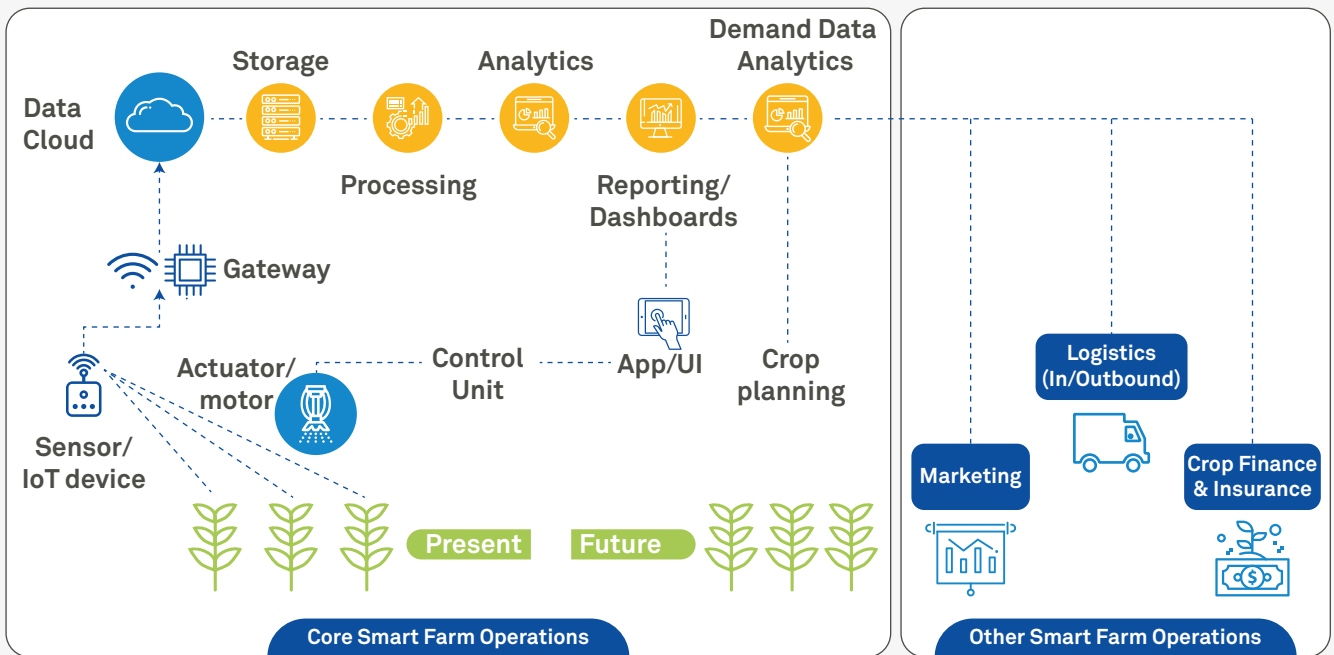 Demand Data
Analytics
Storage
Analytics
Data
Cloud
Processing
Reporting/
Dashboards
Gateway
Actuator/
motor
Control
Unit
App/UI
Crop
planning
Sensor/
IoT device
Present
Future
Core Smart Farm Operations
Logistics
(In/Outbound)
Marketing
Crop Finance
& Insurance
$
Other Smart Farm Operations